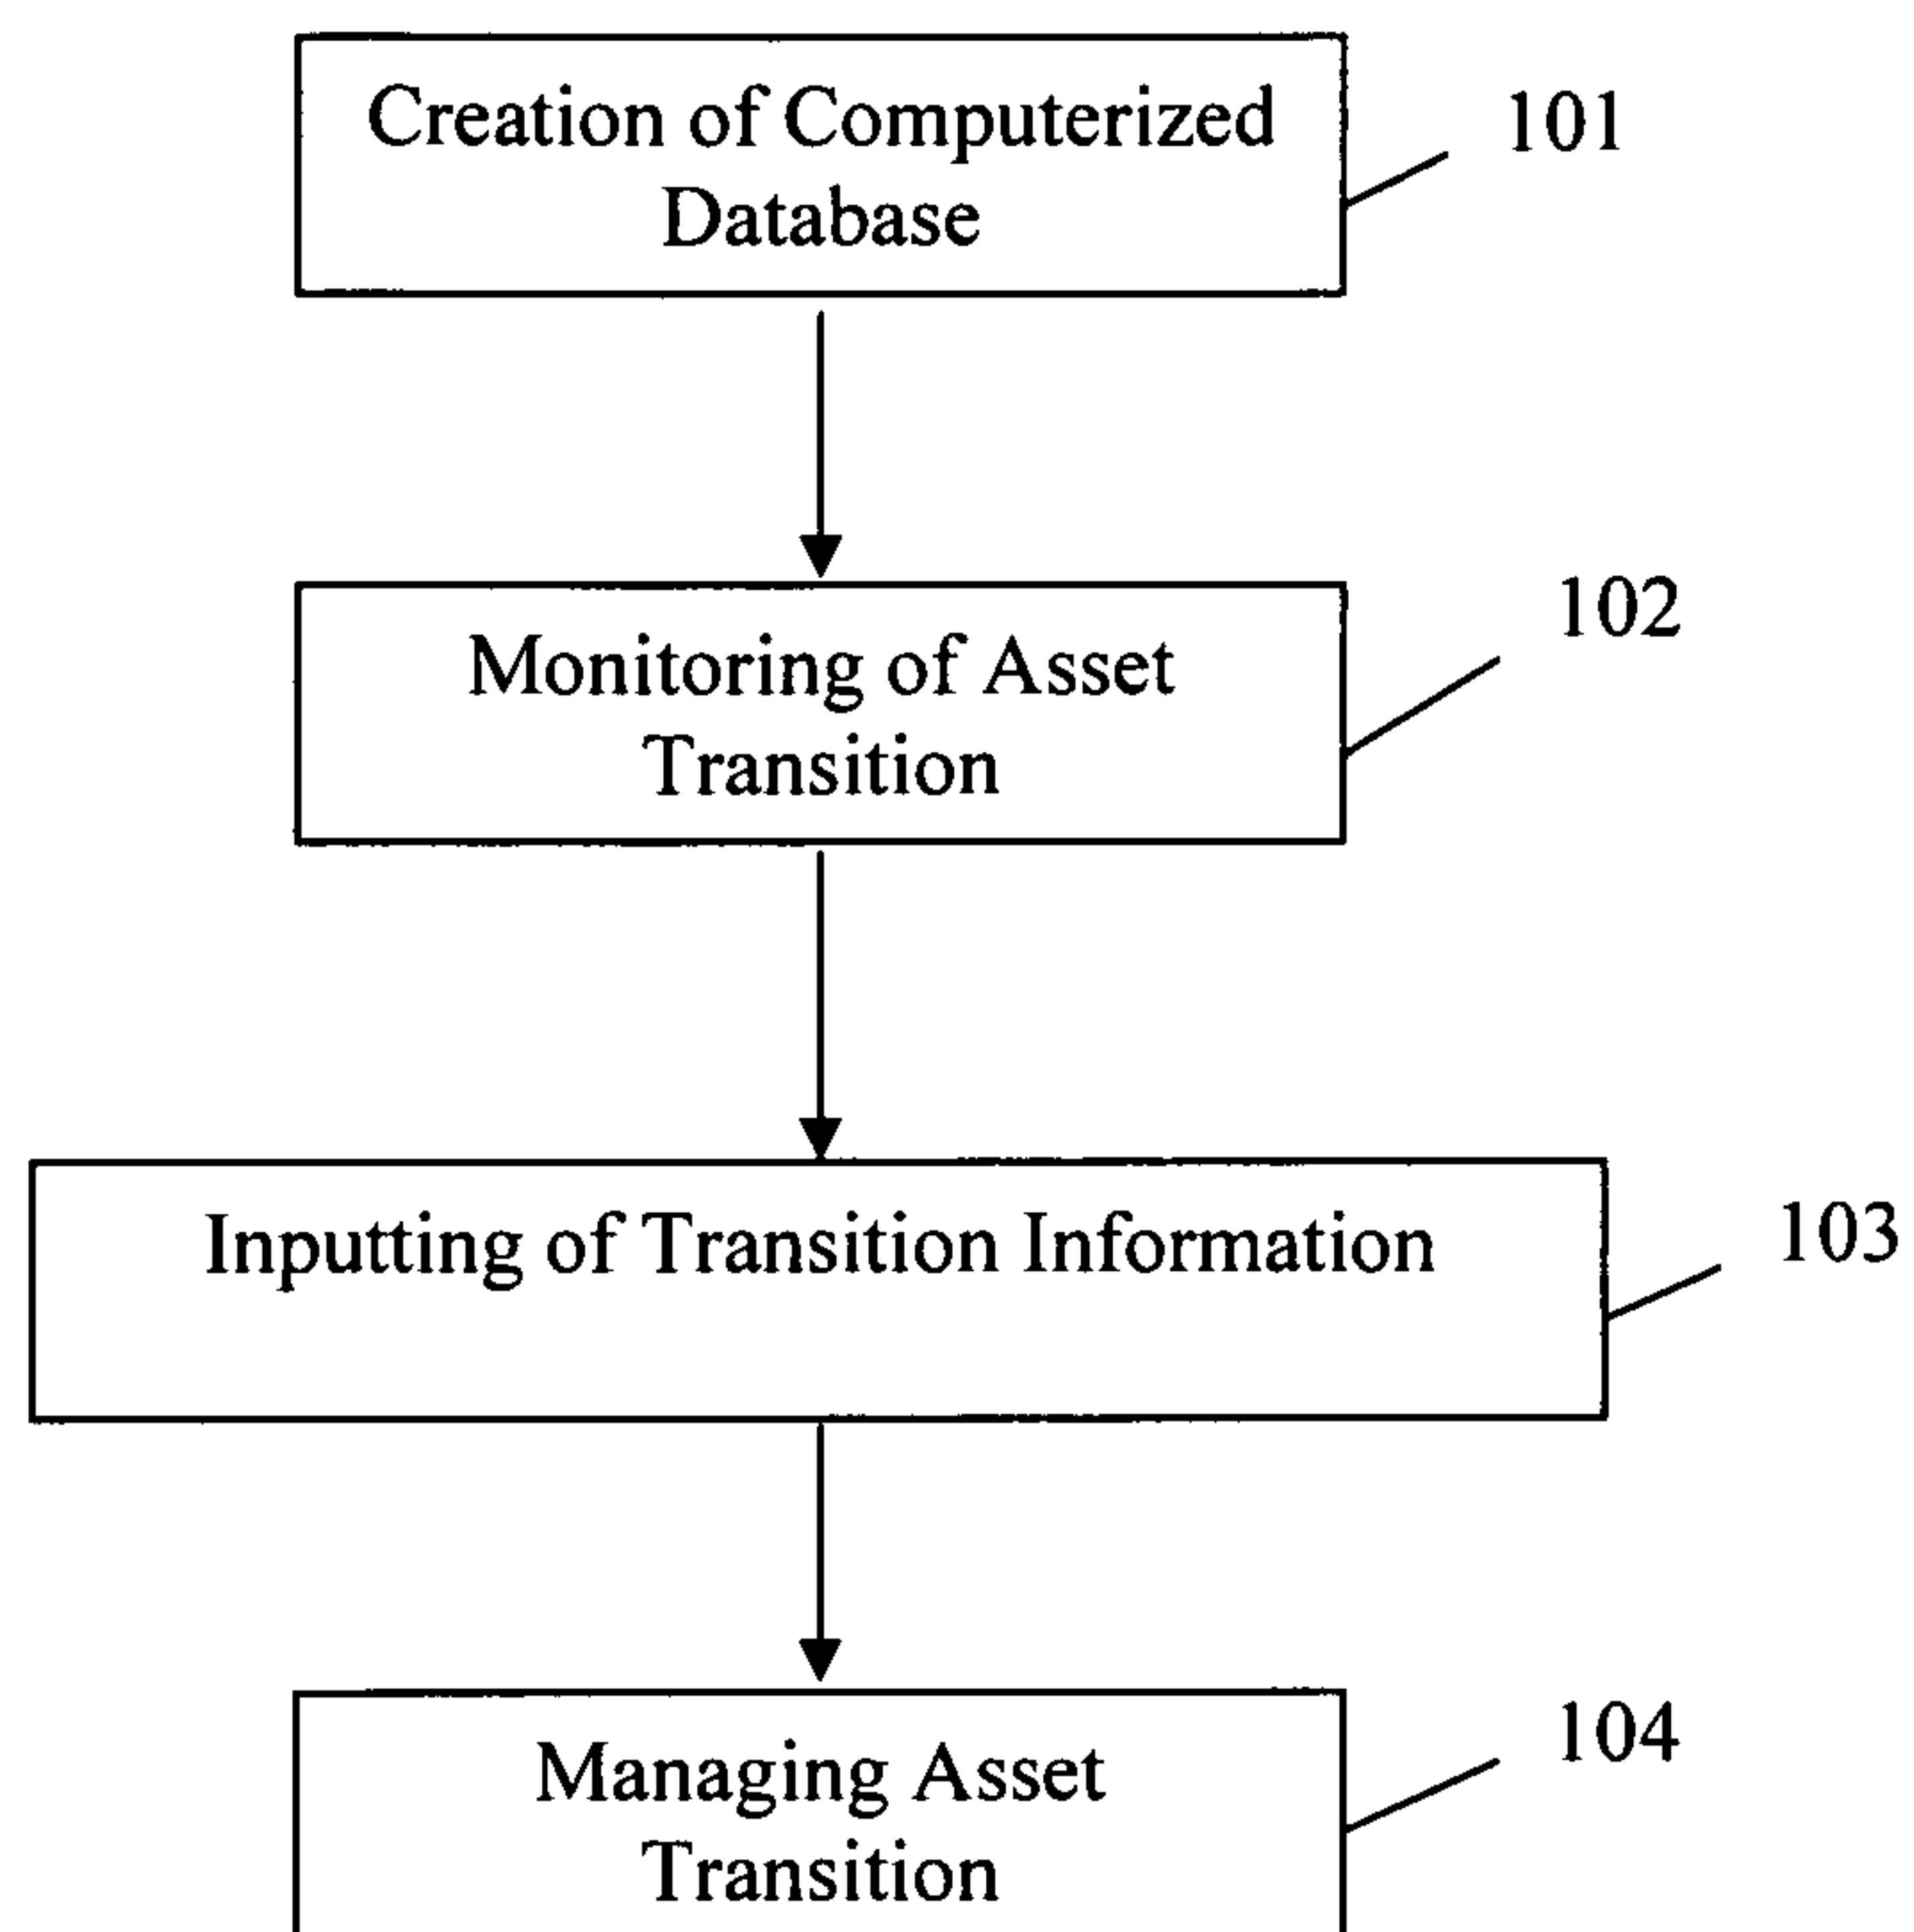 Creation of Computerized
Database
101
Monitoring of Asset
Transition
102
Inputting of Transition Information
103
Managing Asset
Transition
104